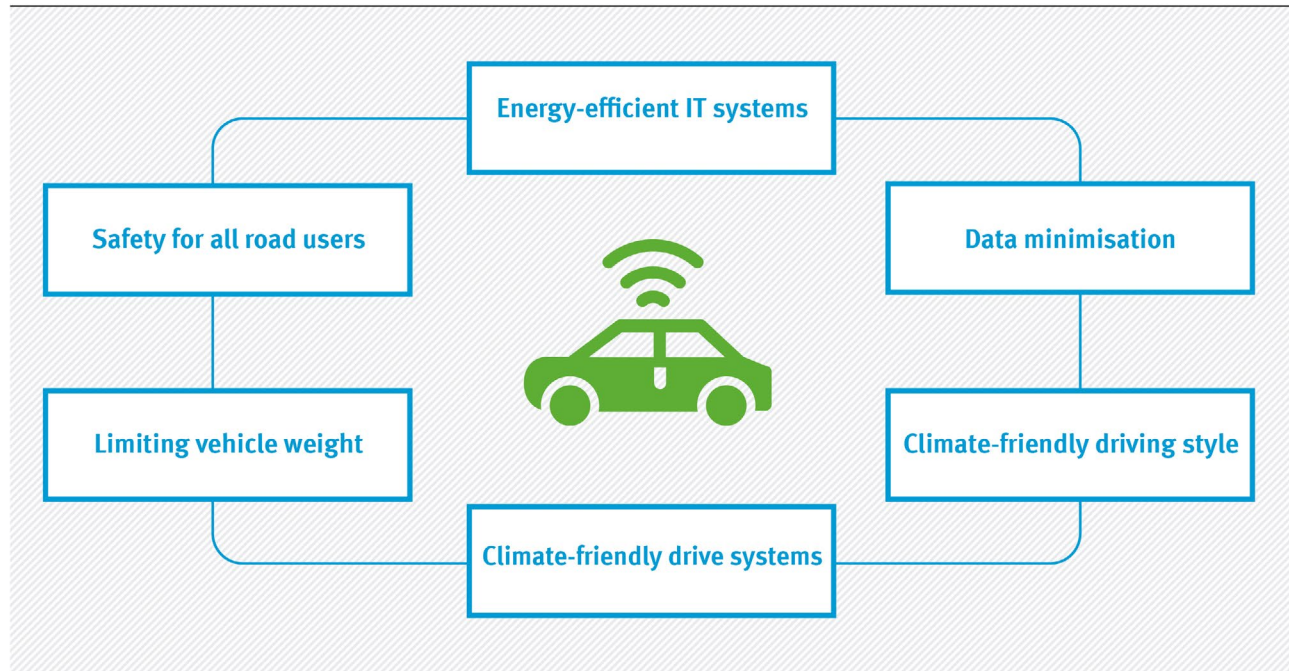 Energy-efficient IT systems
Safety for all road users
Data minimisation
Limiting vehicle weight
Climate-friendly driving style
Climate-friendly drive systems